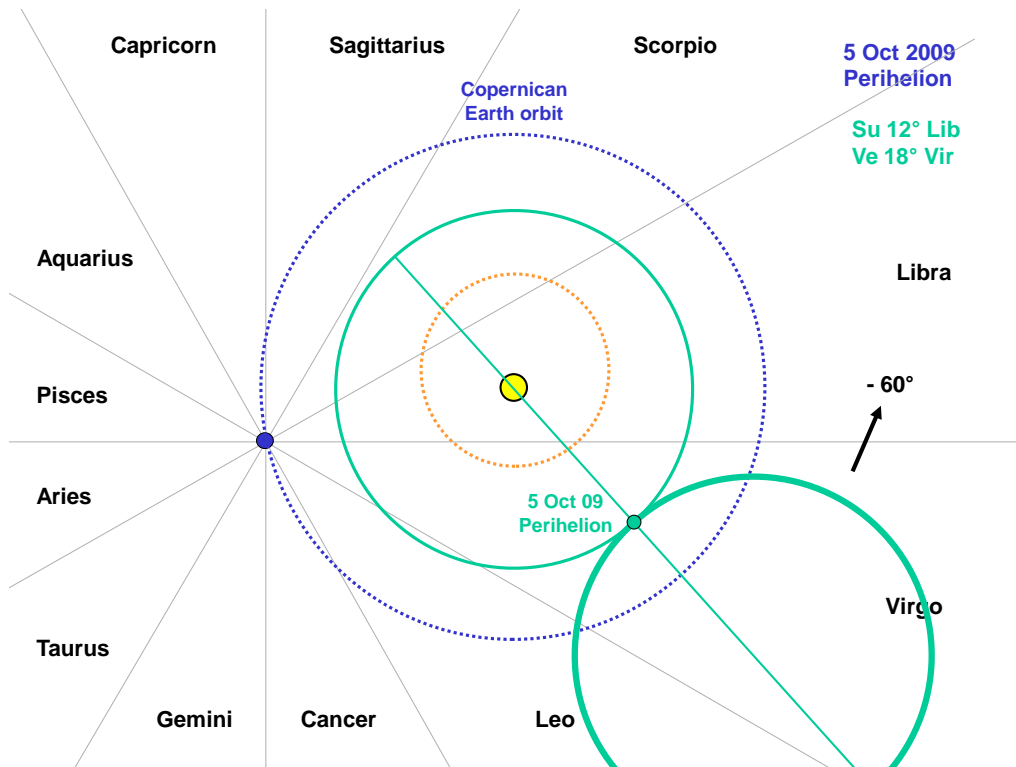 Capricorn
Sagittarius
Scorpio
5 Oct 2009
Perihelion
Copernican
Earth orbit
Su 12° Lib
Ve 18° Vir
Aquarius
Libra
Pisces
- 60°
Aries
5 Oct 09
Perihelion
Virgo
Taurus
Gemini
Cancer
Leo